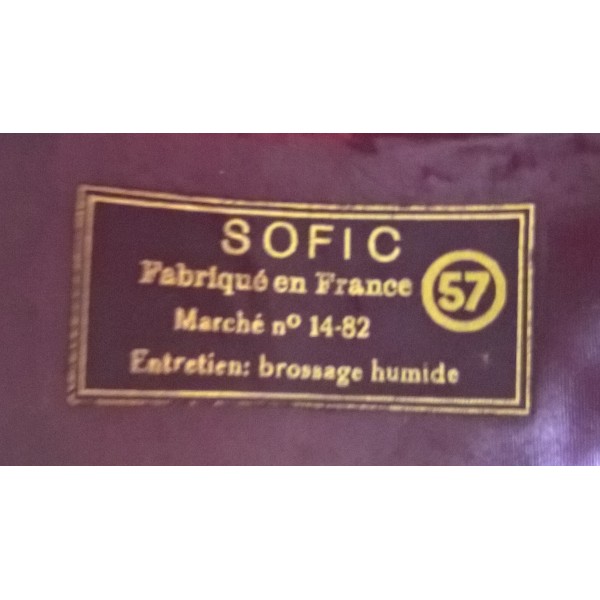 SOFIC
Fabriqué en France
57
Marché nº 14-82
Entretien: brossage humide